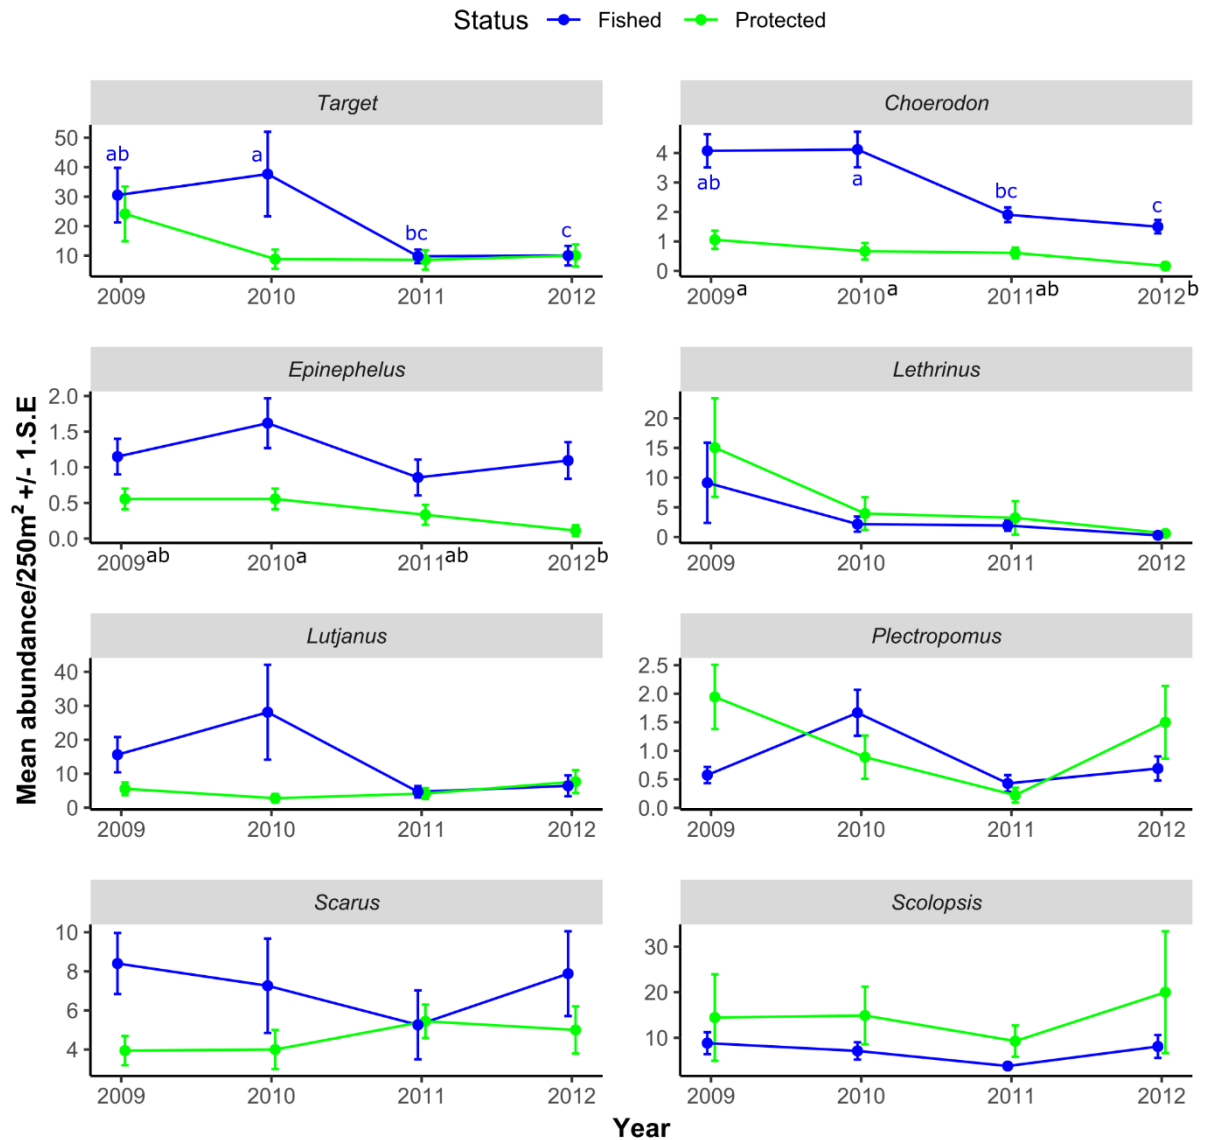 Status Fished Protected
Target Choerodon
50
40
30
20
10
ab a bc c
4
3
2
1
0
ab a bc c
2009 2010 2011 2012
2009a 2010a 2011ab 2012b
Epinephelus Lethrinus
2.0
1.5
1.0
0.5
0.0
20
15
10
5
0
2009ab 2010a 2011ab 2012b
2009 2010 2011 2012
Mean abundance/250m² +/- 1.S.E
Lutjanus Plectropomus
40
30
20
10
0
2.5
2.0
1.5
1.0
0.5
0.0
2009 2010 2011 2012
2009 2010 2011 2012
Scarus Scolopsis
10
8
6
4
30
20
10
2009 2010 2011 2012
2009 2010 2011 2012
Year